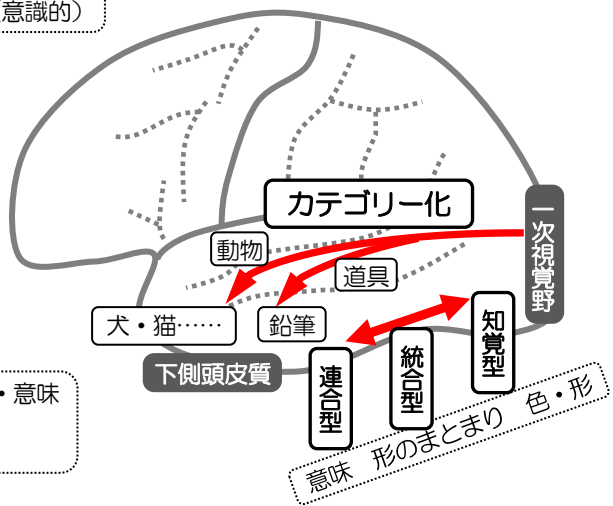 意識的）
カテゴリー化
一次視覚野
動物
道具
犬・猫……
鉛筆
知覚型
統合型
連合型
下側頭皮質
・意味
意味　形のまとまり　色・形